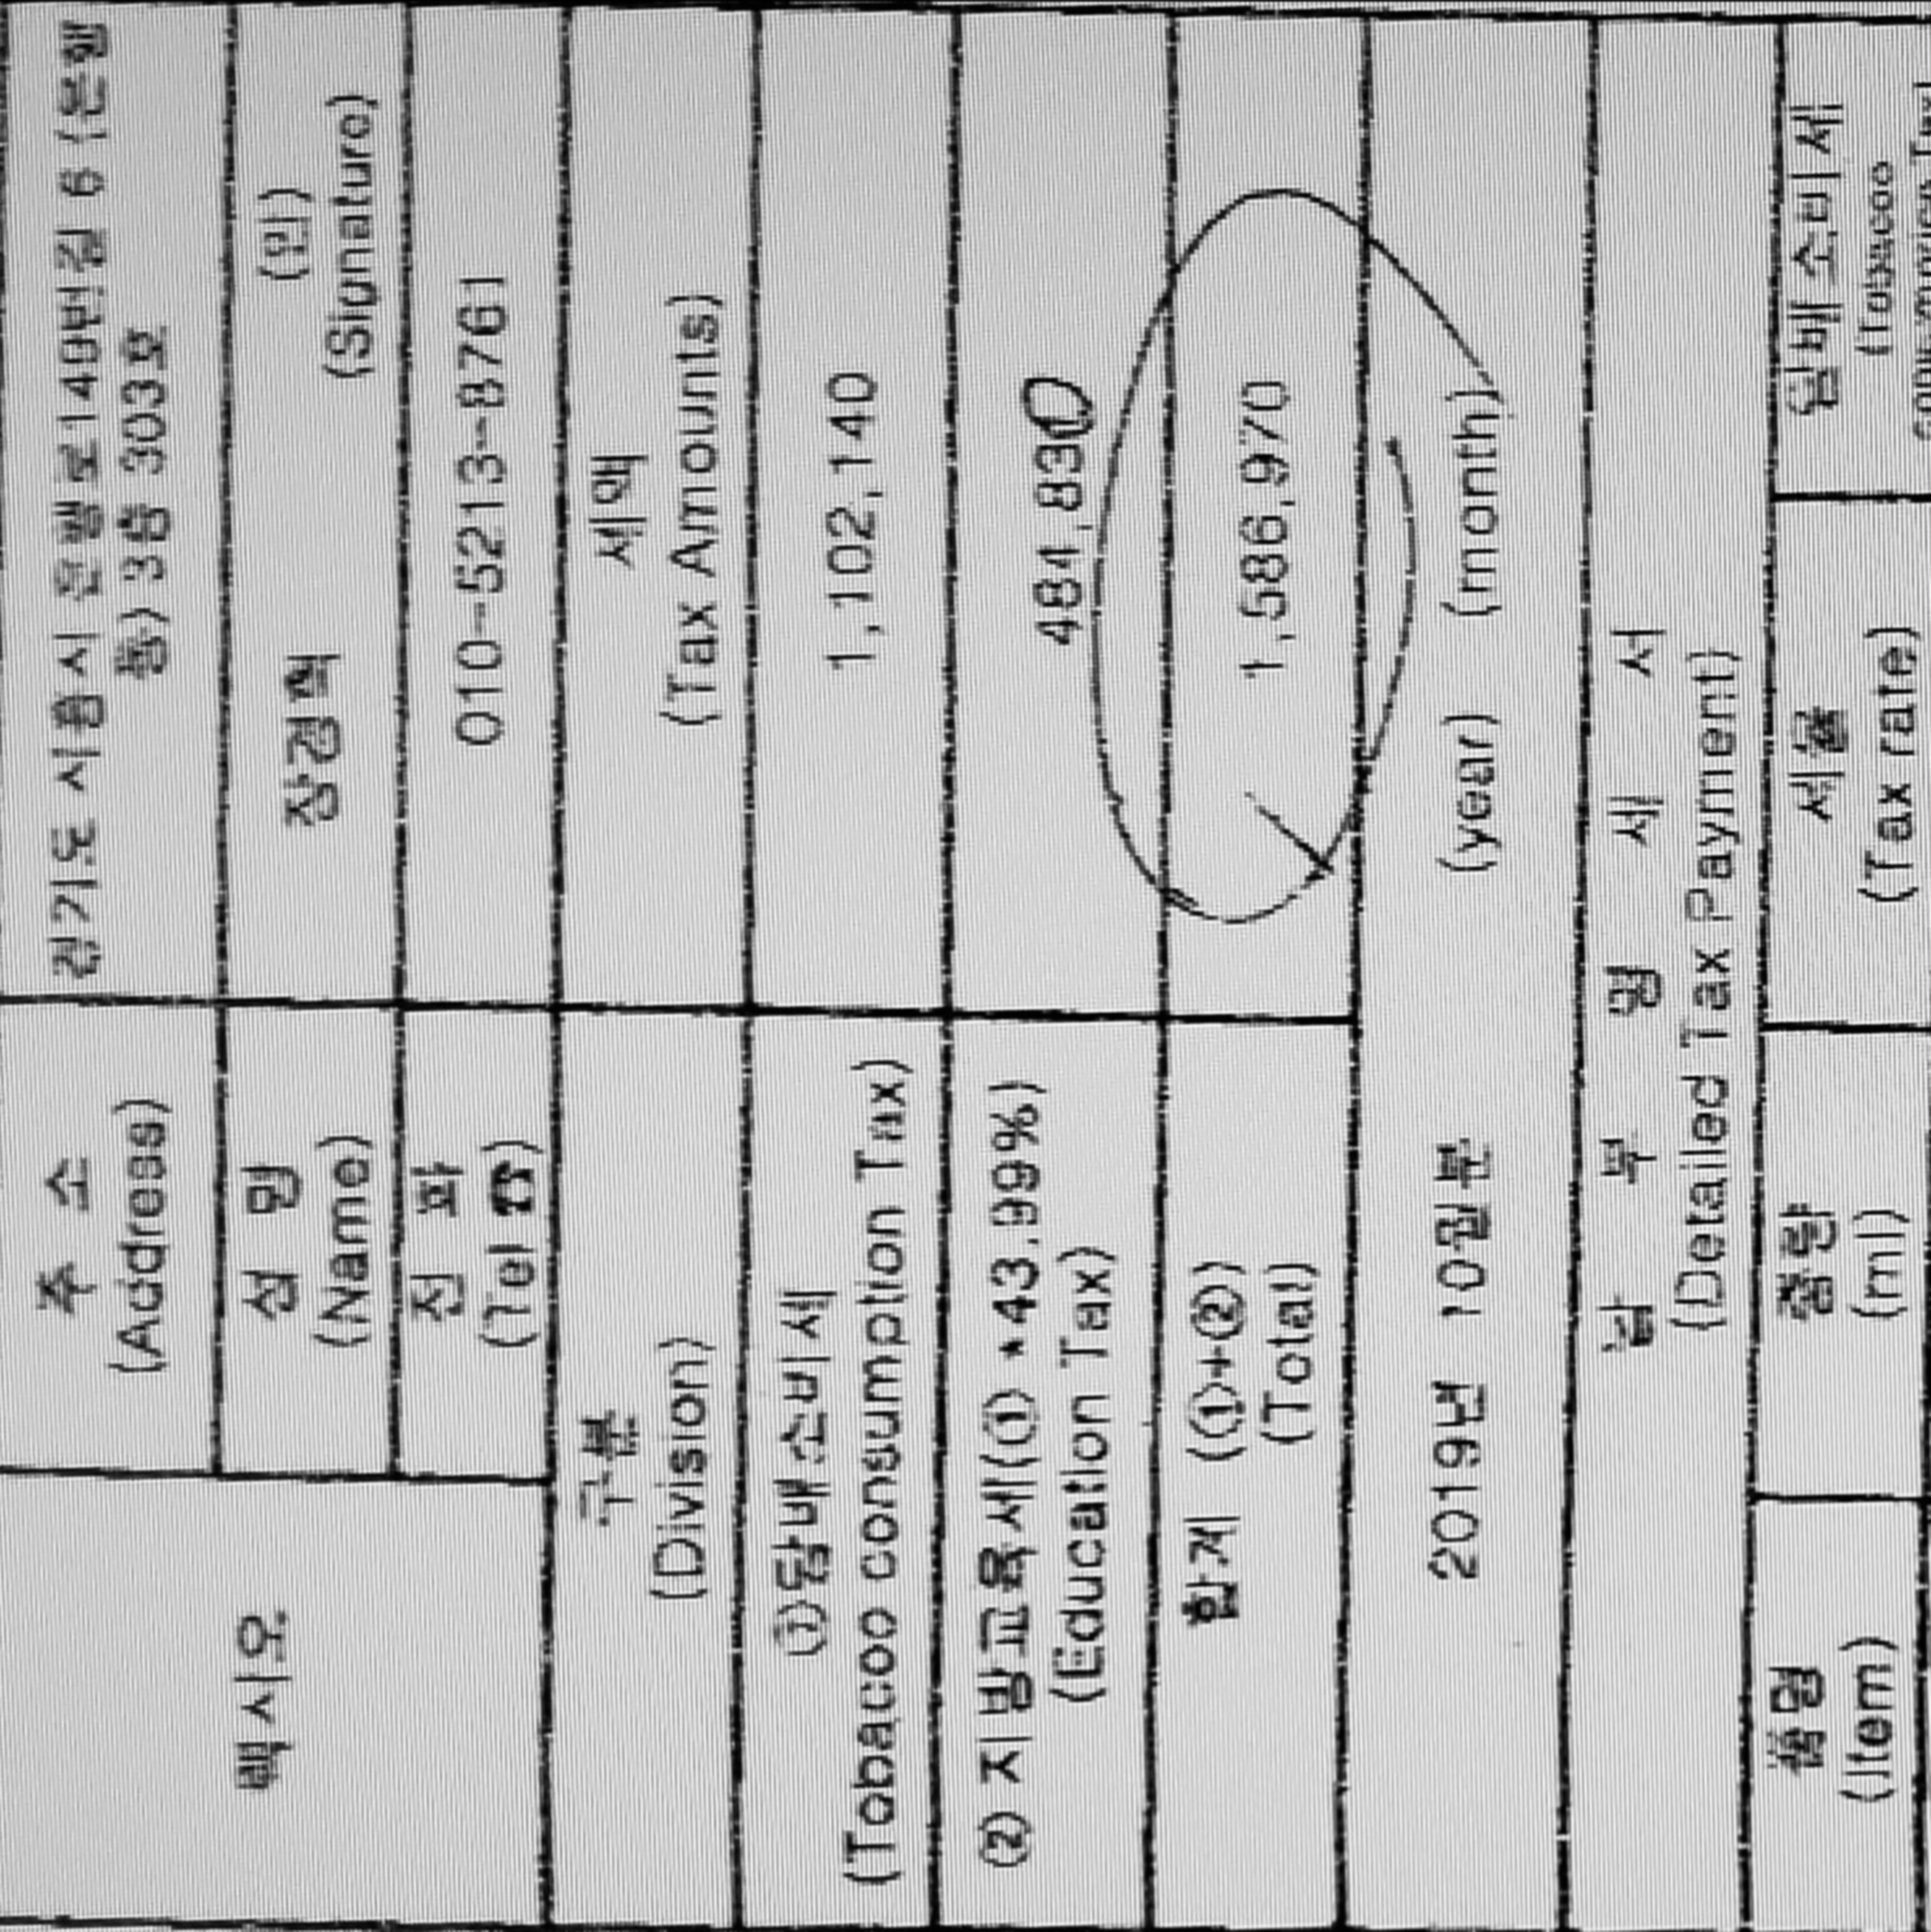 백시오
주 소
(Address)
경기도 시흥시 은행로149번길 6 (은행
동) 3층 303호
성 명
(Name)
장경택
(인)
(Signature)
전 화
(Tel ☎)
010-5213-8761
구분
(Division)
세액
(Tax Amounts)
①담배소비세
(Tobacoo consumption Tax)
1,102,140
② 지방교육세(① *43.99%)
(Education Tax)
484,830
합계 (①+②)
(Total)
1,586,970
2019년 10월분 (year) (month)
납 부 명 세 서
(Detailed Tax Payment)
품명
(Item)
중량
(ml)
세율
(Tax rate)
담배소비세
(Tobacoo
consumption Tax)